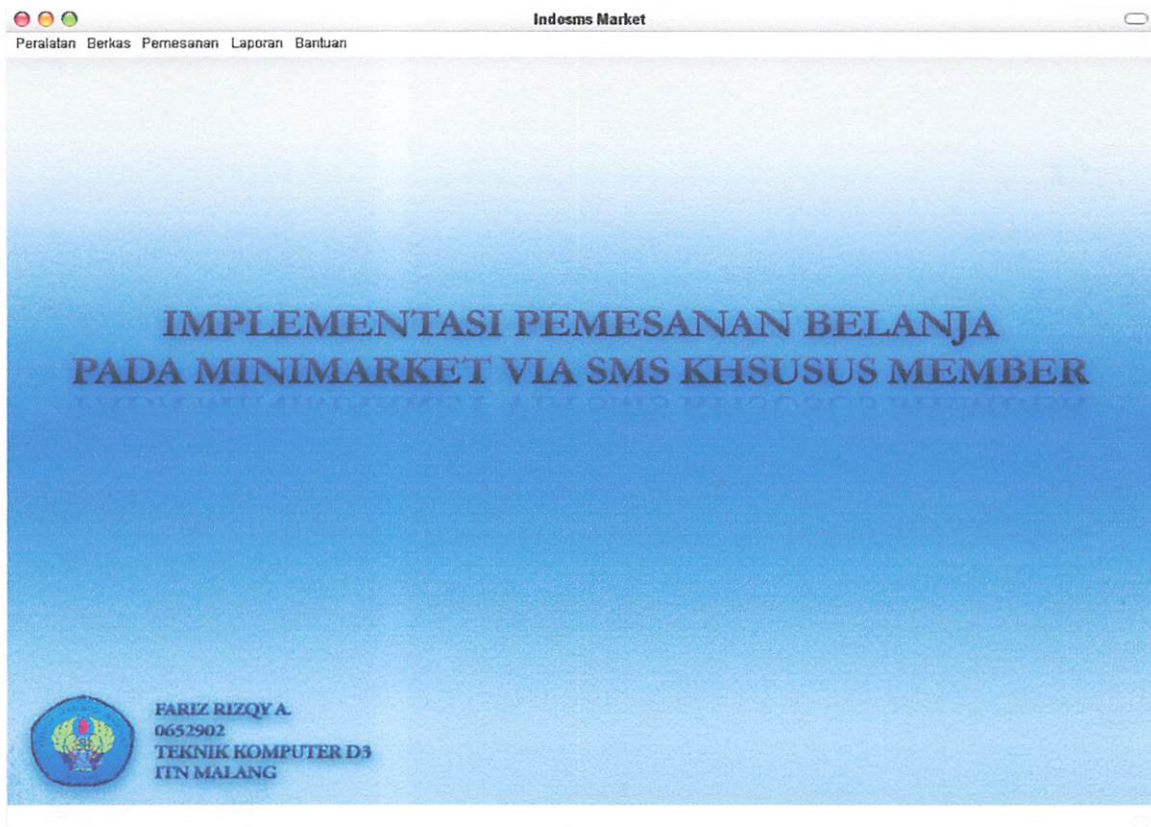 Indosms Market
Peralatan Berkas Pemesanan Laporan Bantuan
IMPLEMENTASI PEMESANAN BELANJA
PADA MINIMARKET VIA SMS KHSUSUS MEMBER
FARIZ RIZQY A.
0652902
TEKNIK KOMPUTER D3
ITN MALANG